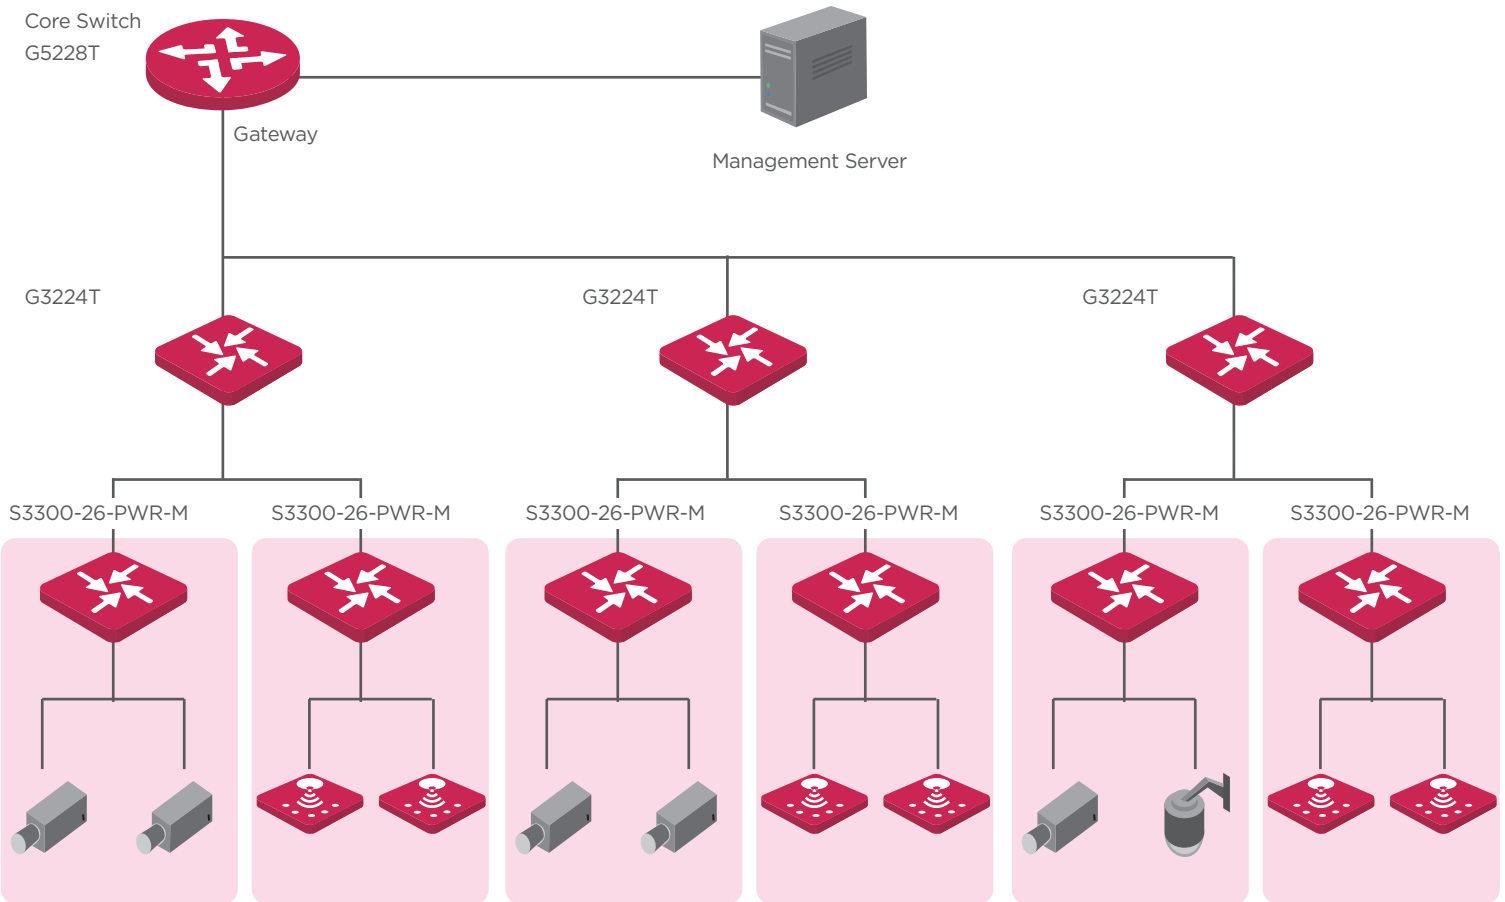 Core Switch
G5228T
Gateway
Management Server
G3224T
G3224T
G3224T
S3300-26-PWR-M
S3300-26-PWR-M
S3300-26-PWR-M
S3300-26-PWR-M
S3300-26-PWR-M
S3300-26-PWR-M